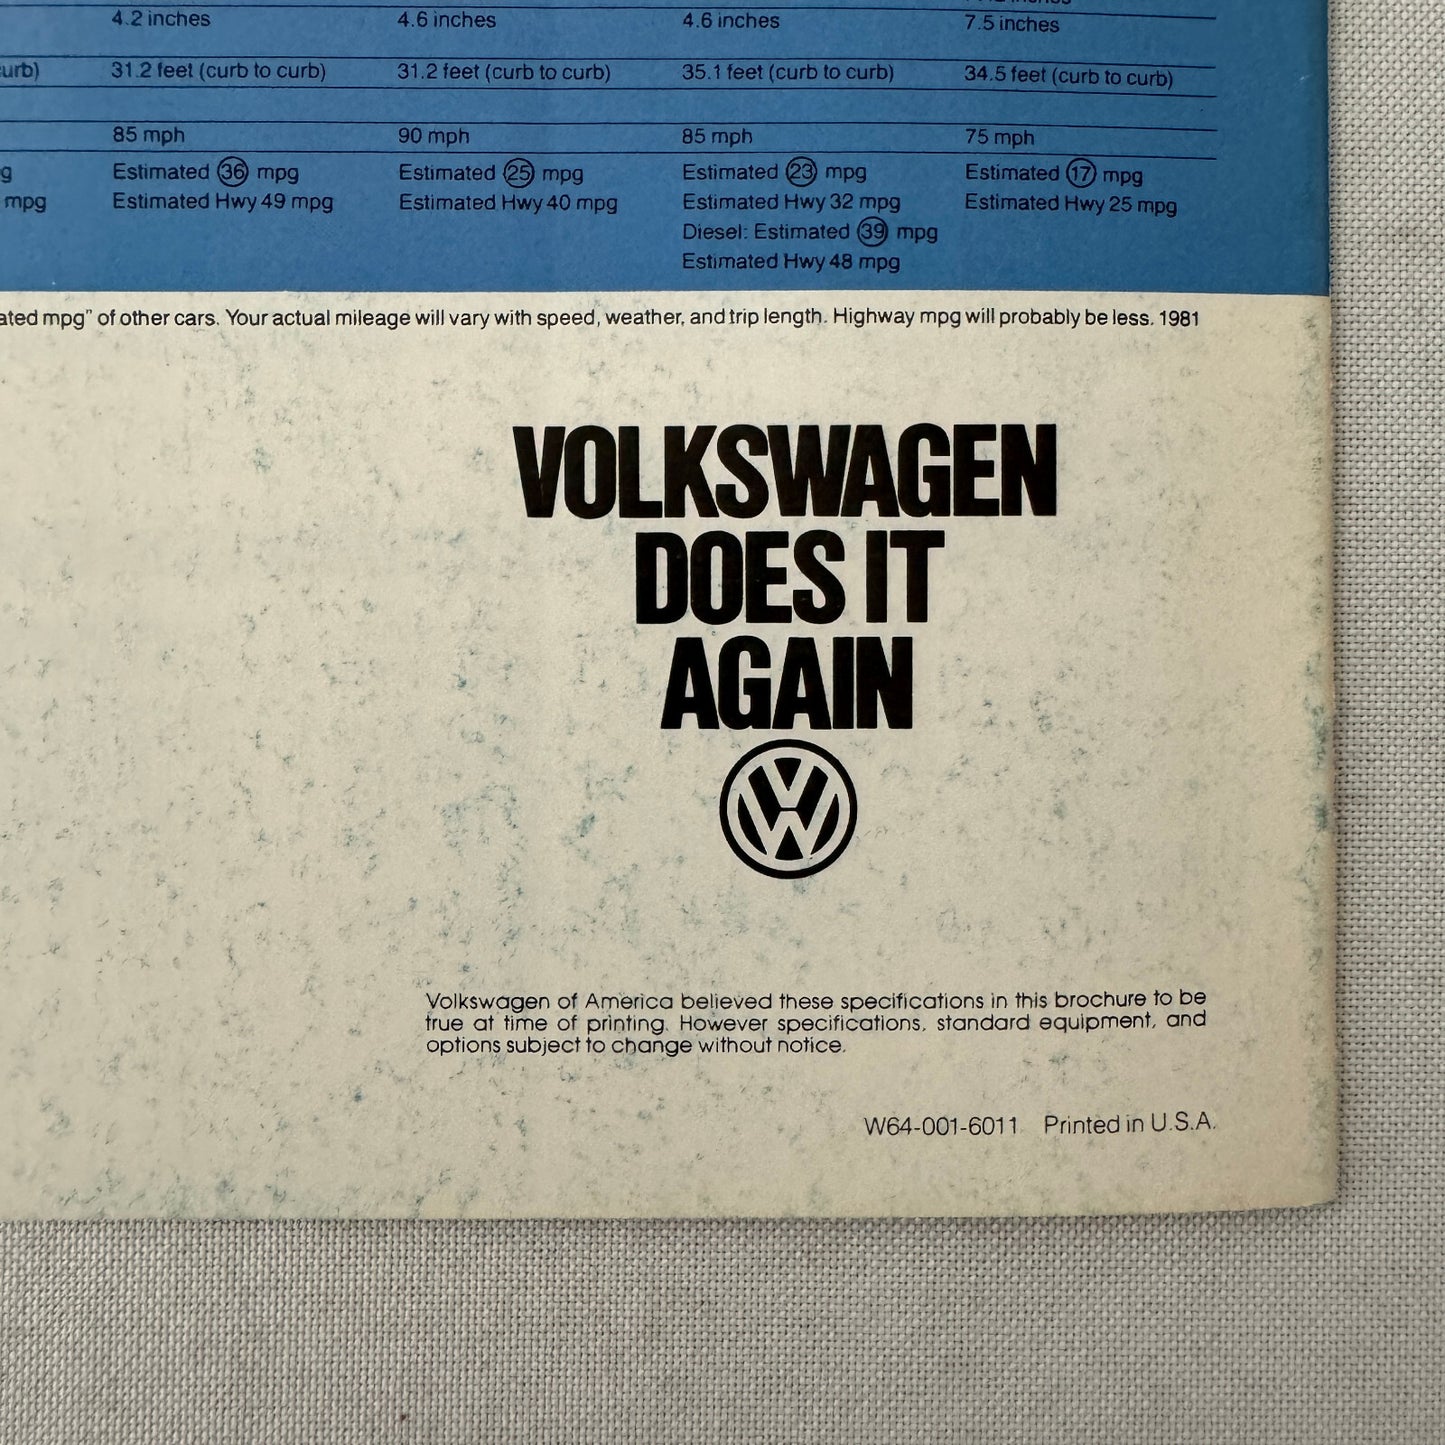 4.2 inches 4.6 inches 4.6 inches 7.5 inches
curb) 31.2 feet (curb to curb) 31.2 feet (curb to curb) 35.1 feet (curb to curb) 34.5 feet (curb to curb)
85 mph 90 mph 85 mph 75 mph
Estimated 36 mpg Estimated 25 mpg Estimated 23 mpg Estimated 17 mpg
mpg Estimated Hwy 49 mpg Estimated Hwy 40 mpg Estimated Hwy 32 mpg Estimated Hwy 25 mpg
Diesel: Estimated 39 mpg
Estimated Hwy 48 mpg
ated mpg" of other cars. Your actual mileage will vary with speed, weather, and trip length. Highway mpg will probably be less. 1981
VOLKSWAGEN
DOES IT
AGAIN
Volkswagen of America believed these specifications in this brochure to be
true at time of printing. However specifications, standard equipment, and
options subject to change without notice.
W64-001-6011 Printed in U.S.A.